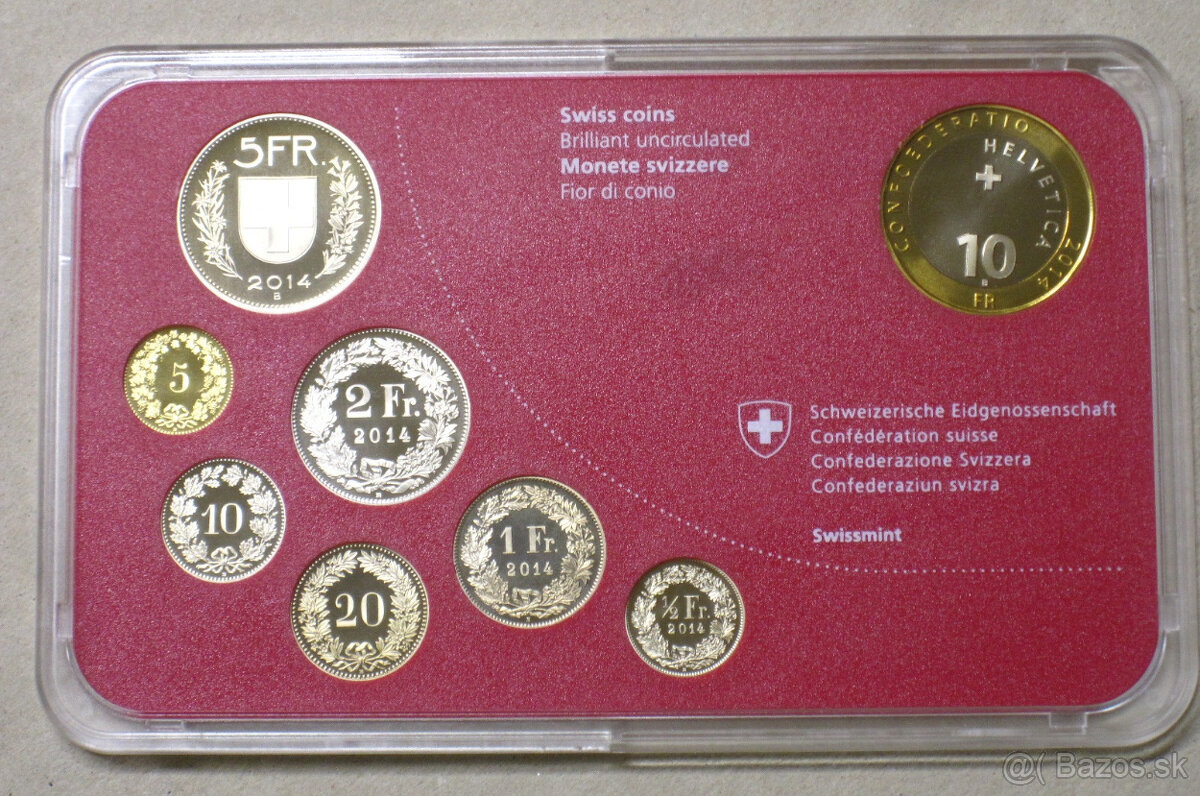 Swiss coins
Brilliant uncirculated
Monete svizzere
Fior di conio
5FR.
2014
B
CONFOEDERATIO
HELVETICA
2014
10
B
FR
5
2 Fr.
2014
B
10
1 Fr.
2014
B
20
½ Fr.
2014
Schweizerische Eidgenossenschaft
Confédération suisse
Confederazione Svizzera
Confederaziun svizra
Swissmint
@( Bazos.sk